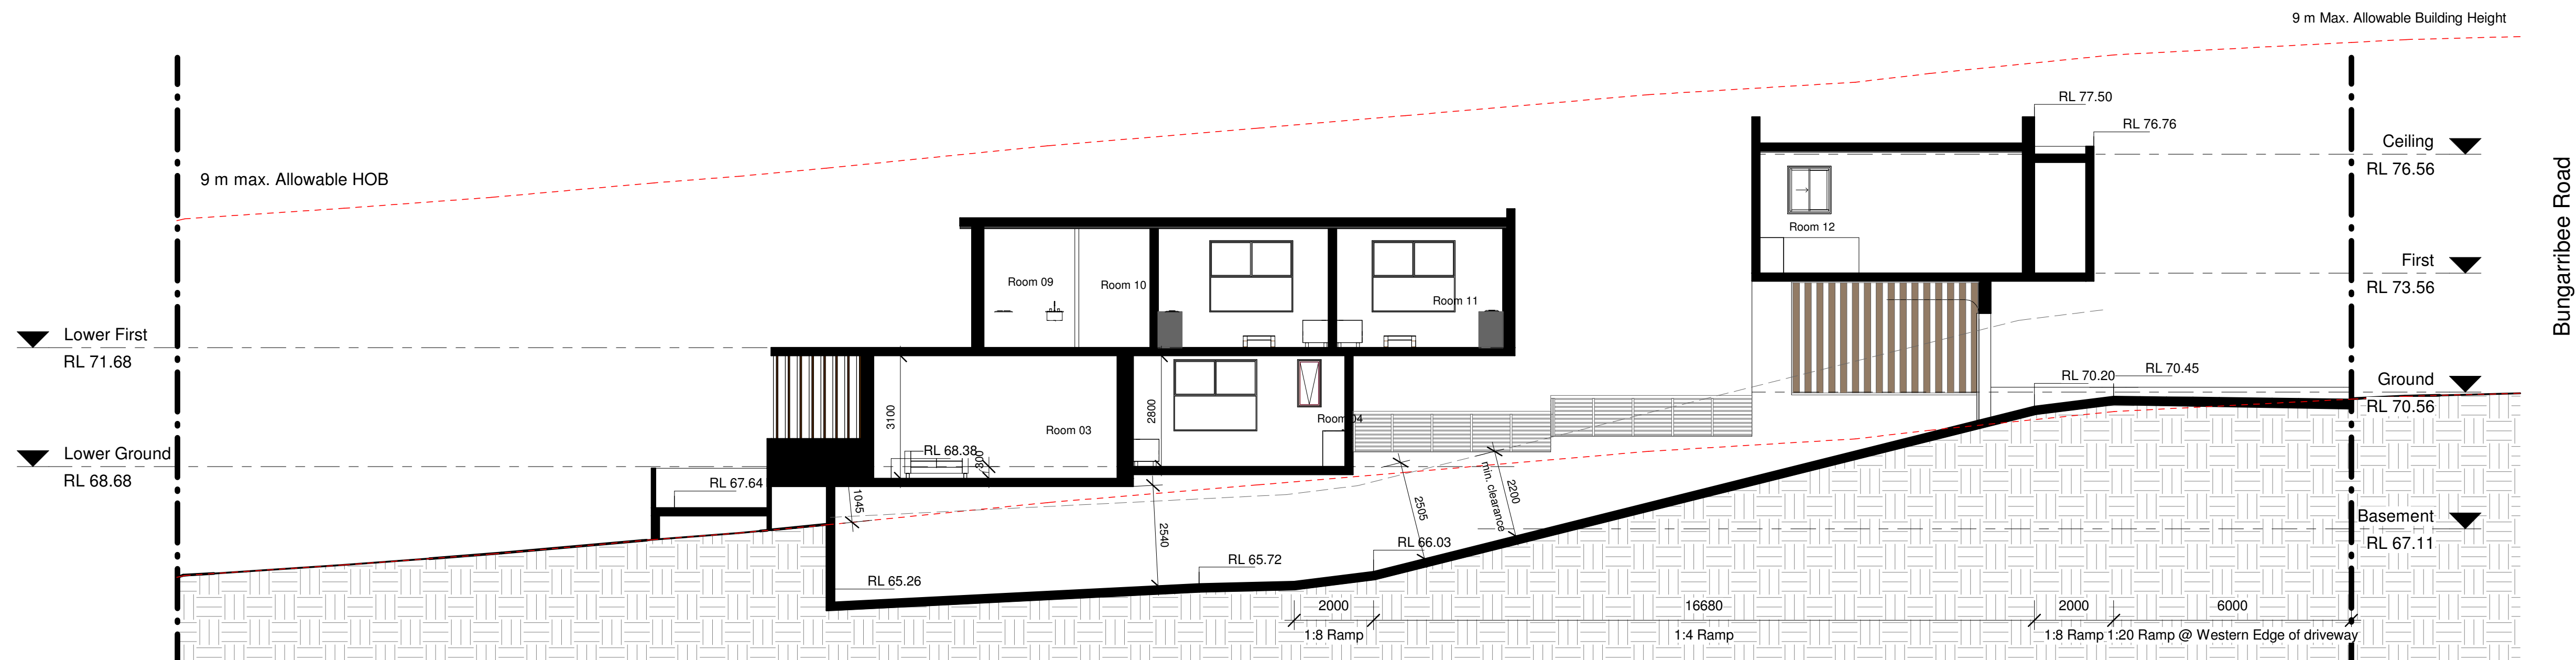 9 m Max. Allowable Building Height
RL 77.50
RL 76.76
Ceiling
RL 76.56
9 m max. Allowable HOB
Room 12
First
RL 73.56
Bungarribee Road
Room 09
Room 10
Room 11
Lower First
RL 71.68
RL 70.45
RL 70.20
Ground
RL 70.56
3100
2800
Room 03
Room 04
Lower Ground
RL 68.68
RL 68.38
300
RL 67.64
1045
2540
2505
2200
min. clearance
Basement
RL 67.11
RL 66.03
RL 65.72
RL 65.26
2000
16680
2000
6000
1:8 Ramp
1:4 Ramp
1:8 Ramp
1:20 Ramp @ Western Edge of driveway